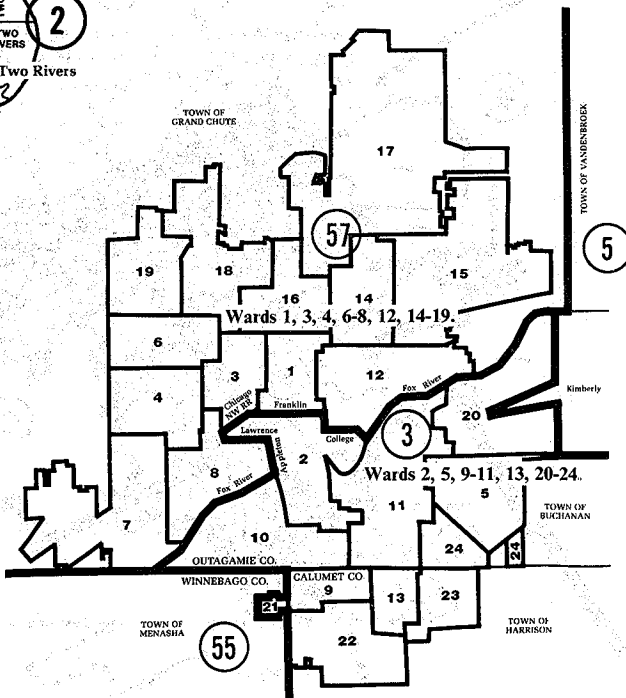 2
Two Rivers
TOWN OF
GRAND CHUTE
TOWN OF VANDENBROEK
17
57
5
19
18
16
14
15
Wards 1, 3, 4, 6-8, 12, 14-19.
6
3
1
12
4
Chicago
NW RR
Franklin
Fox River
20
Kimberly
Lawrence
Appleton
College
3
2
8
Fox River
Wards 2, 5, 9-11, 13, 20-24.
5
11
7
10
24
24
TOWN OF
BUCHANAN
OUTAGAMIE CO.
WINNEBAGO CO.
CALUMET CO
9
21
13
23
22
TOWN OF
MENASHA
55
TOWN OF
HARRISON